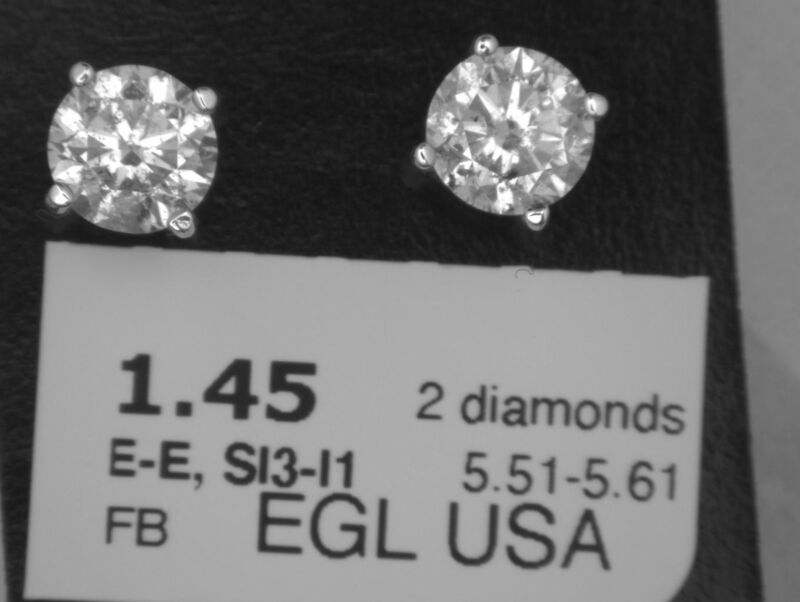 1.45 2 diamonds
E-E, SI3-I1 5.51-5.61
FB EGL USA